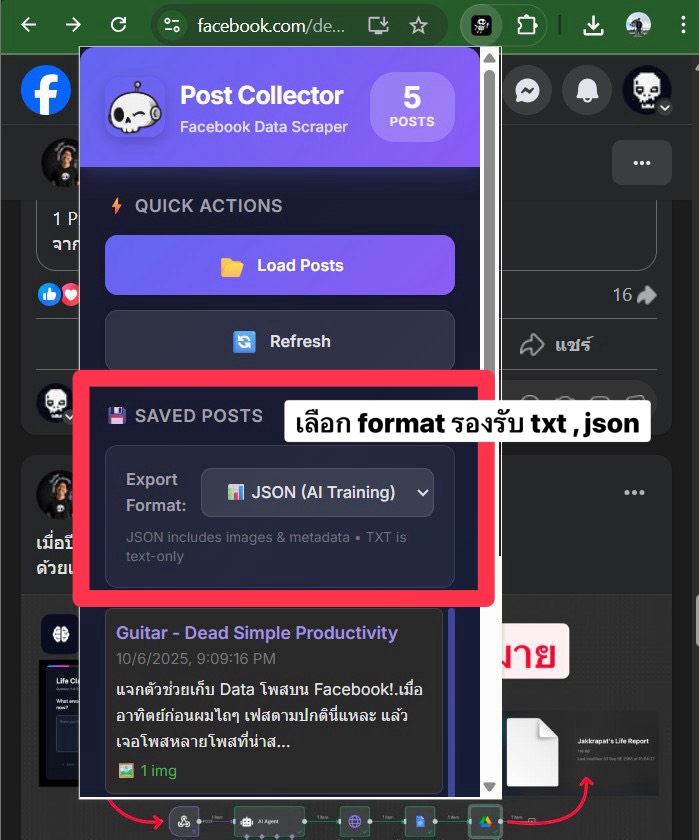 facebook.com/de...
Post Collector
Facebook Data Scraper
5
POSTS
QUICK ACTIONS
Load Posts
Refresh
1 P
จาก
16
แชร์
SAVED POSTS
เลือก format รองรับ txt , json
Export
Format:
JSON (AI Training)
JSON includes images & metadata • TXT is
text-only
เมื่อปี
ด้วย
Guitar - Dead Simple Productivity
10/6/2025, 9:09:16 PM
แจกตัวช่วยเก็บ Data โพสบน Facebook!.เมื่อ
อาทิตย์ก่อนผมไถๆ เฟสตามปกตินี่แหละ แล้ว
เจอโพสหลายโพสที่น่าส...
1 img
Life Cla
Jakkrapat's Life Report
AI Agent